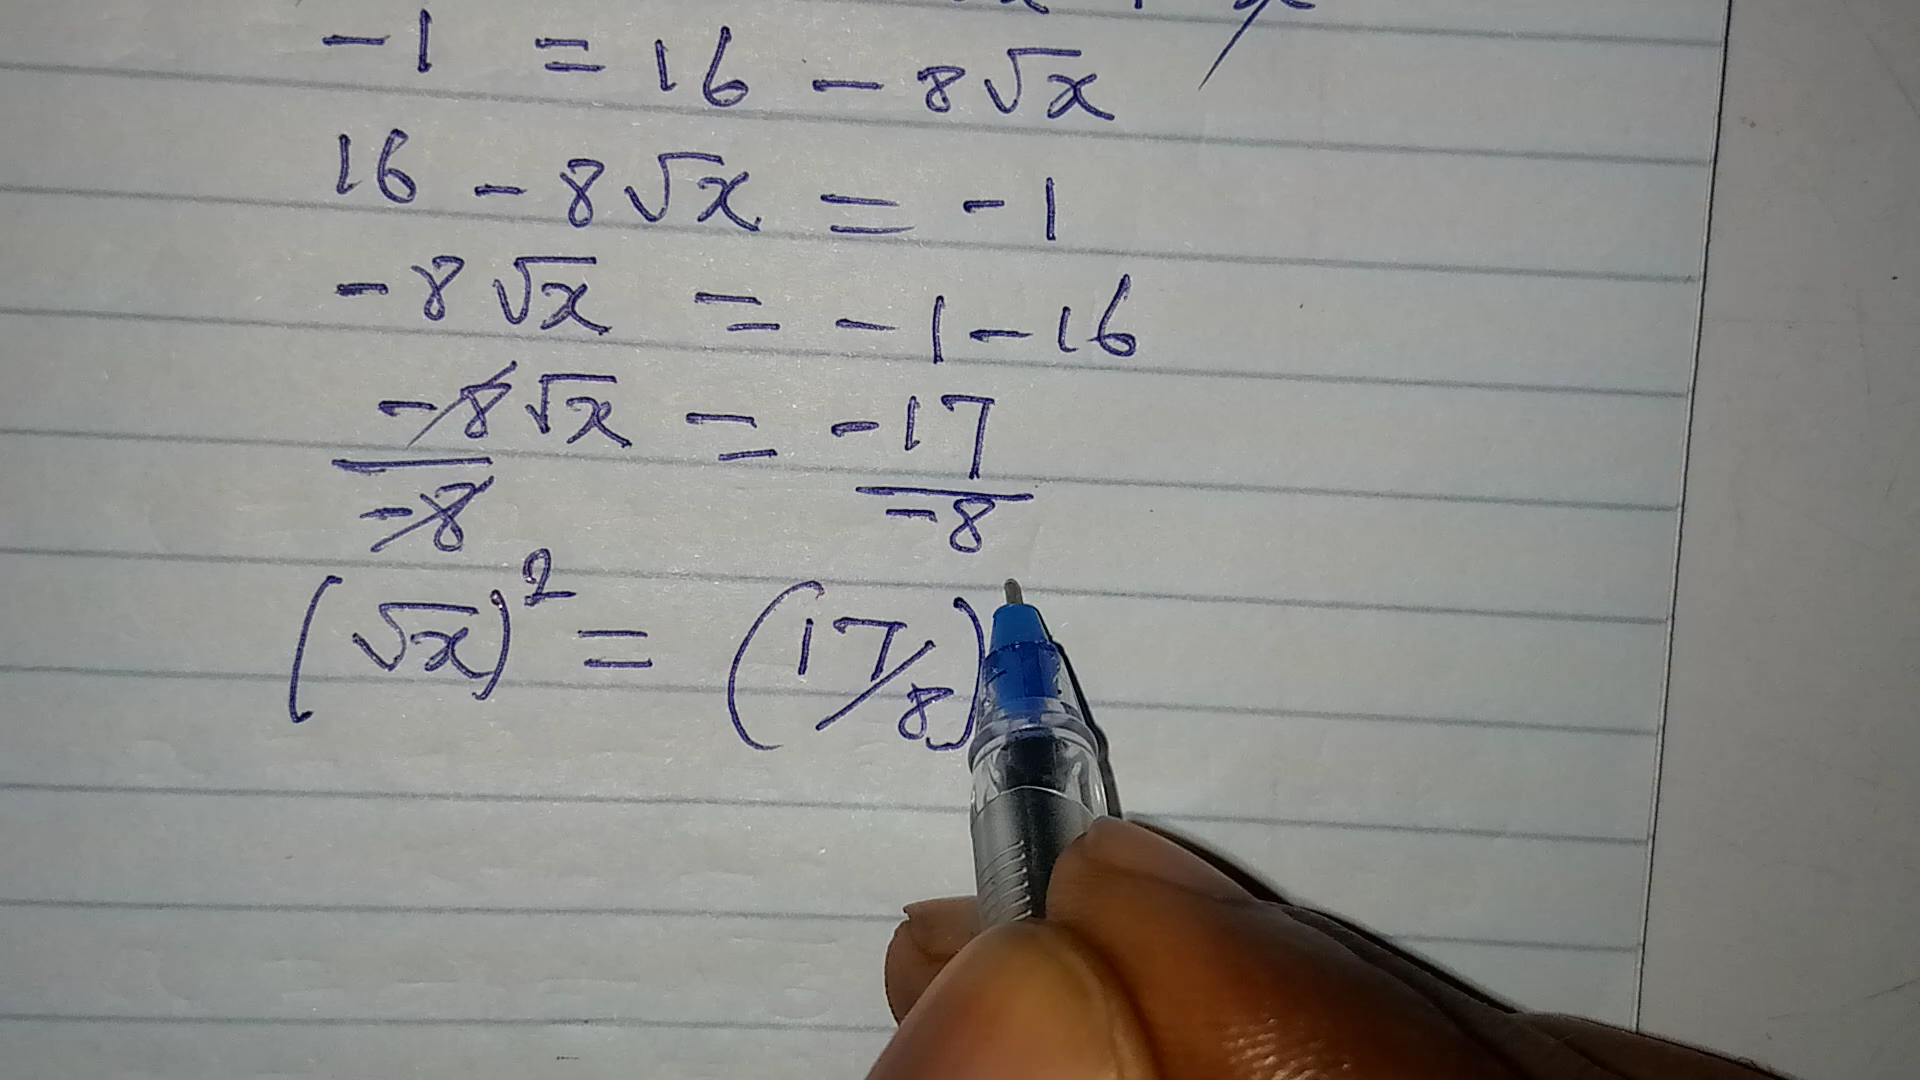 -1 = 16 - 8√x
16 - 8√x = -1
-8√x = -1 - 16
-8√x/-8 = -17/-8
(√x)² = (17/8)